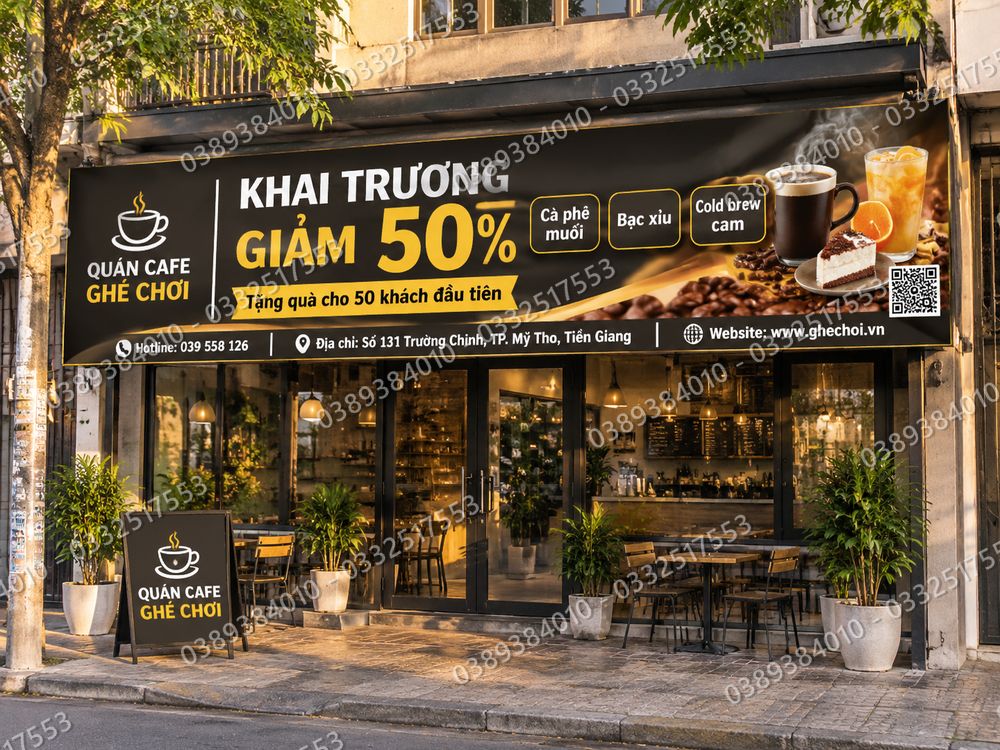 QUÁN CAFE
GHÉ CHƠI
KHAI TRƯƠNG
GIẢM 50%
Tặng quà cho 50 khách đầu tiên
Cà phê
muối
Bạc xỉu
Cold brew
cam
Hotline: 039 558 126
Địa chỉ: Số 131 Trường Chinh, TP. Mỹ Tho, Tiền Giang
Website: www.ghechoi.vn
QUÁN CAFE
GHÉ CHƠI
0389384010 - 0332517553